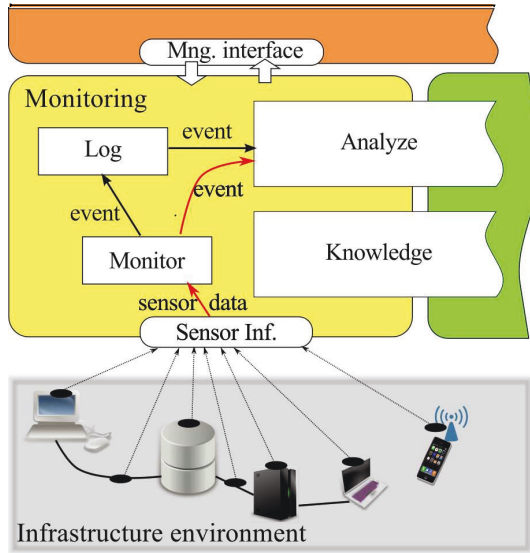 Mng. interface
Monitoring
event
Log
Analyze
event
event
Monitor
Knowledge
sensor data
Sensor Inf.
Infrastructure environment